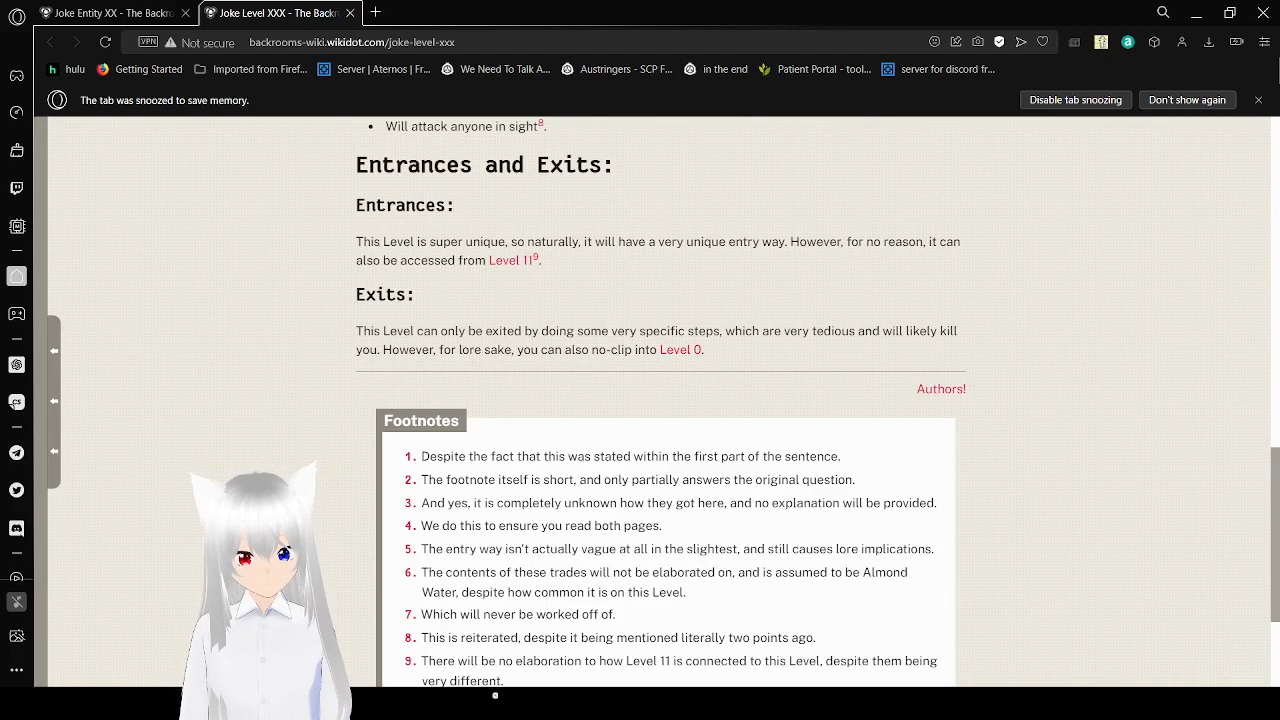 Joke Entity XX - The Backro
Joke Level XXX - The Backr
VPN
Not secure
backrooms-wiki.wikidot.com/joke-level-xxx
hulu
Getting Started
Imported from Firef...
Server | Aternos | Fr...
We Need To Talk A...
Austringers - SCP F...
in the end
Patient Portal - tool...
server for discord fr...
The tab was snoozed to save memory.
Disable tab snoozing
Don't show again
• Will attack anyone in sight8.
Entrances and Exits:
Entrances:
This Level is super unique, so naturally, it will have a very unique entry way. However, for no reason, it can
also be accessed from Level 119.
Exits:
This Level can only be exited by doing some very specific steps, which are very tedious and will likely kill
you. However, for lore sake, you can also no-clip into Level 0.
Authors!
Footnotes
1. Despite the fact that this was stated within the first part of the sentence.
2. The footnote itself is short, and only partially answers the original question.
3. And yes, it is completely unknown how they got here, and no explanation will be provided.
4. We do this to ensure you read both pages.
5. The entry way isn't actually vague at all in the slightest, and still causes lore implications.
6. The contents of these trades will not be elaborated on, and is assumed to be Almond
Water, despite how common it is on this Level.
7. Which will never be worked off of.
8. This is reiterated, despite it being mentioned literally two points ago.
9. There will be no elaboration to how Level 11 is connected to this Level, despite them being
very different.